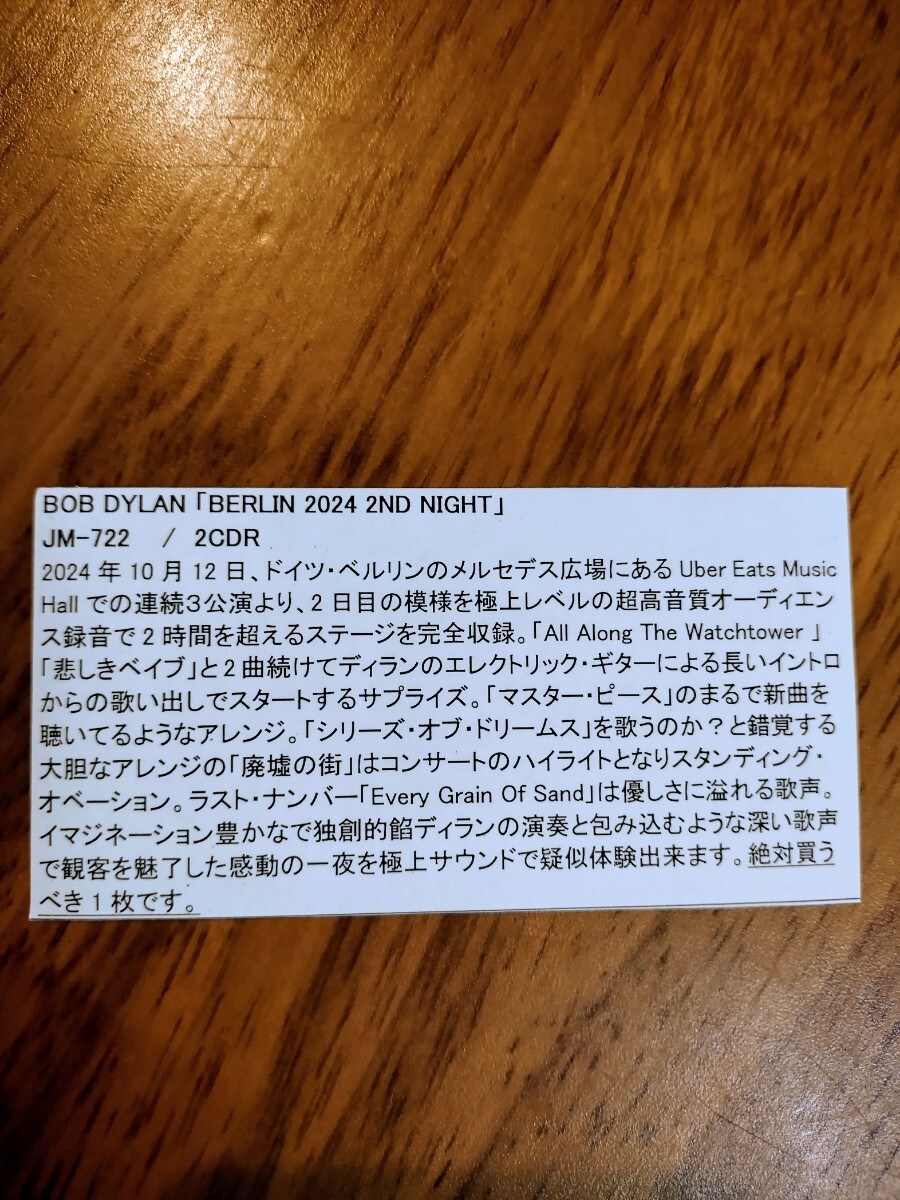 BOB DYLAN「BERLIN 2024 2ND NIGHT」
JM-722 / 2CDR
2024 年 10 月 12 日、ドイツ・ベルリンのメルセデス広場にある Uber Eats Music
Hall での連続３公演より、２日目の模様を極上レベルの超高音質オーディエン
ス録音で２時間を超えるステージを完全収録。「All Along The Watchtower 」
「悲しきベイブ」と２曲続けてディランのエレクトリック・ギターによる長いイントロ
からの歌い出しでスタートするサプライズ。「マスター・ピース」のまるで新曲を
聴いてるようなアレンジ。「シリーズ・オブ・ドリームス」を歌うのか？と錯覚する
大胆なアレンジの「廃墟の街」はコンサートのハイライトとなりスタンディング・
オベーション。ラスト・ナンバー「Every Grain Of Sand」は優しさに溢れる歌声。
イマジネーション豊かなで独創的餡ディランの演奏と包み込むような深い歌声
で観客を魅了した感動の一夜を極上サウンドで疑似体験出来ます。絶対買う
べき１枚です。